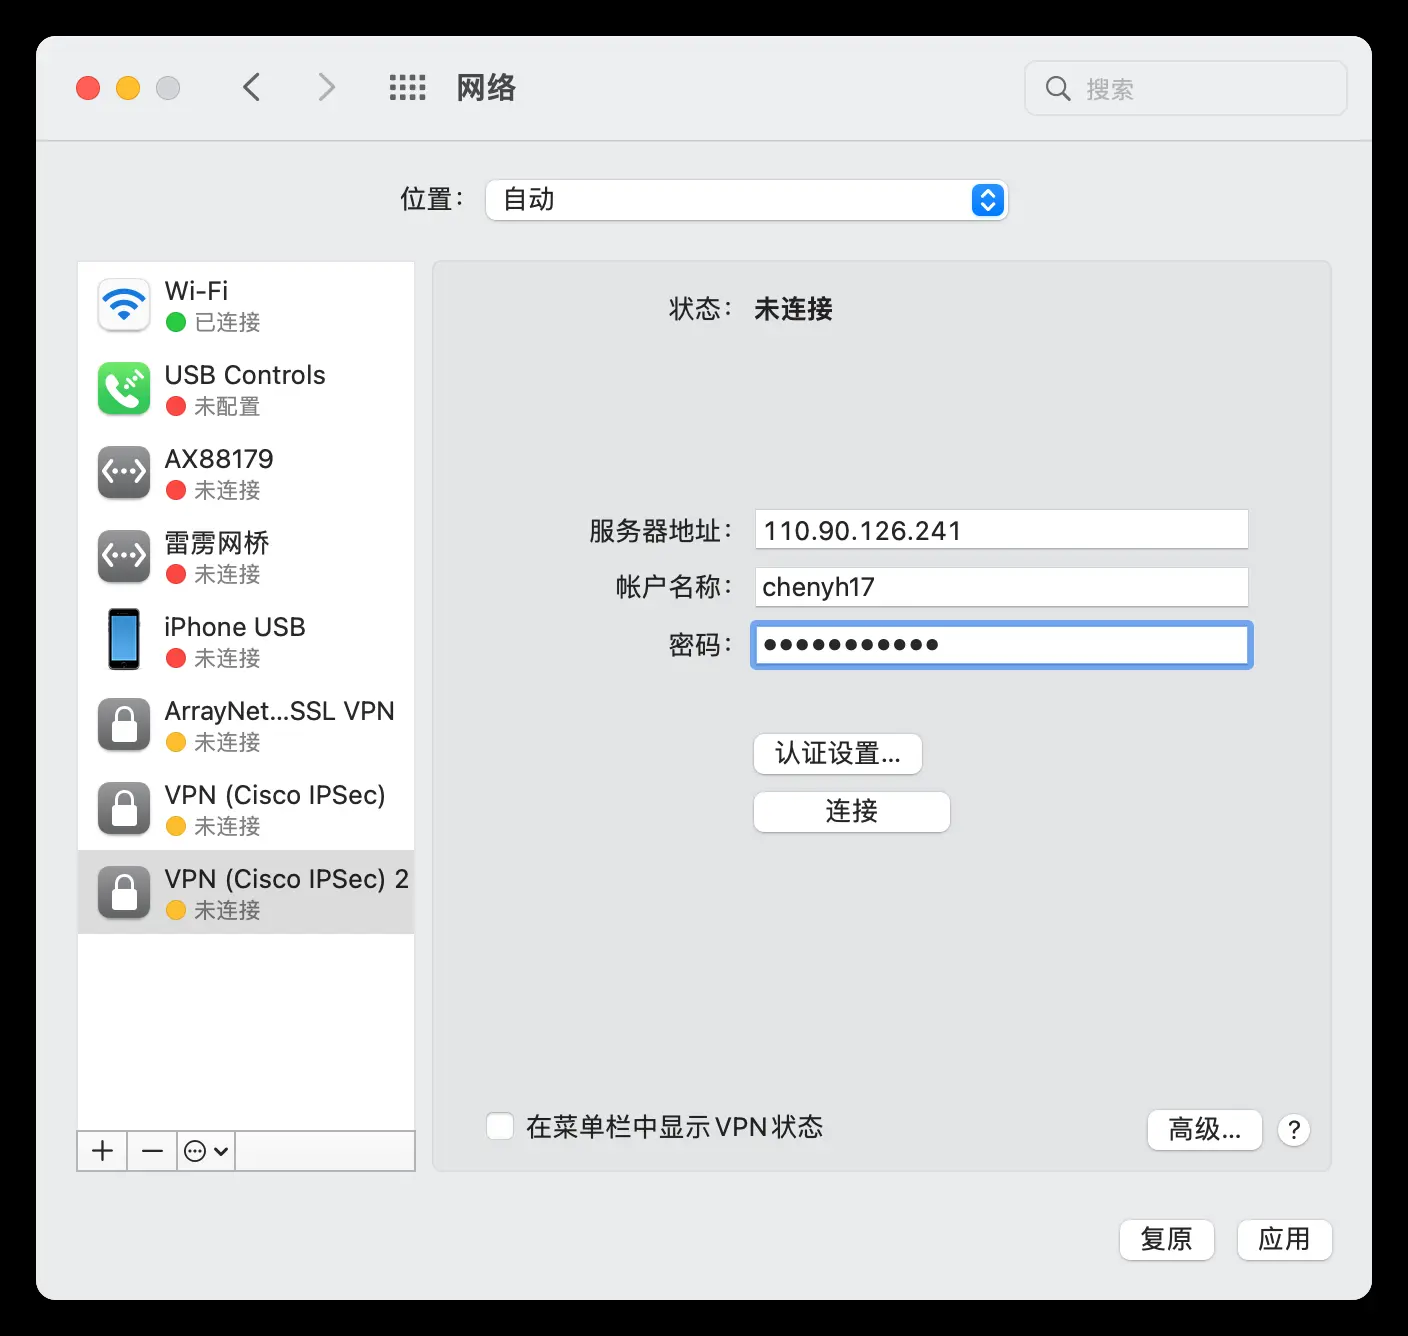 网络
搜索
位置：
自动
Wi-Fi
已连接
USB Controls
未配置
AX88179
未连接
雷雳网桥
未连接
iPhone USB
未连接
ArrayNet...SSL VPN
未连接
VPN (Cisco IPSec)
未连接
VPN (Cisco IPSec) 2
未连接
状态： 未连接
服务器地址： 110.90.126.241
帐户名称： chenyh17
密码： •••••••••••
认证设置...
连接
在菜单栏中显示VPN状态
高级...
?
复原
应用